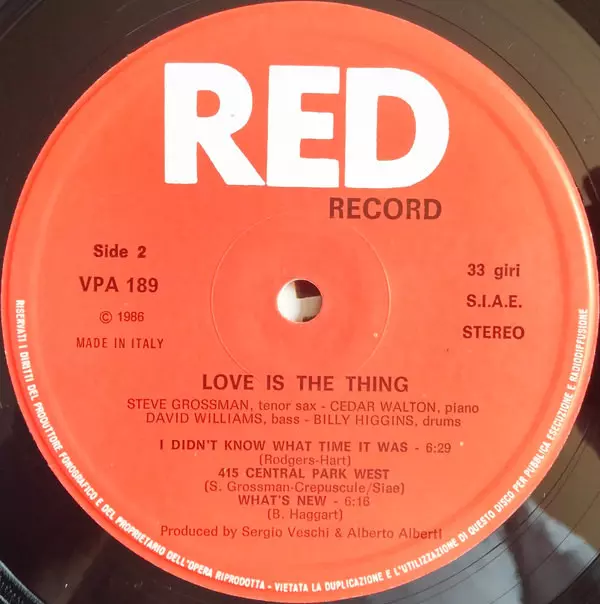 RED
RECORD
Side 2
VPA 189
© 1986
MADE IN ITALY
33 giri
S.I.A.E.
STEREO
LOVE IS THE THING
STEVE GROSSMAN, tenor sax - CEDAR WALTON, piano
DAVID WILLIAMS, bass - BILLY HIGGINS, drums
I DIDN'T KNOW WHAT TIME IT WAS - 6:29
(Rodgers-Hart)
415 CENTRAL PARK WEST
(S. Grossman-Crepuscule/Siae)
WHAT'S NEW - 6:16
(B. Haggart)
Produced by Sergio Veschi & Alberto Alberti
RISERVATI I DIRITTI DEL PRODUTTORE FONOGRAFICO E DEL PROPRIETARIO DELL'OPERA RIPRODOTTA - VIETATA LA DUPLICAZIONE E L'UTILIZZAZIONE DI QUESTO DISCO PER PUBBLICA ESECUZIONE E RADIODIFFUSIONE